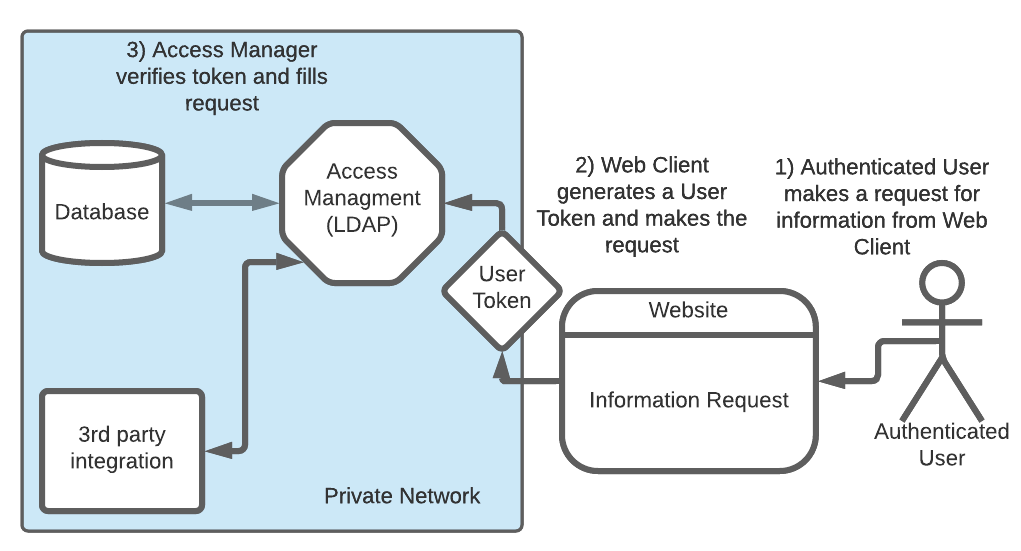 3) Access Manager
verifies token and fills
request
Database
Access
Managment
(LDAP)
2) Web Client
generates a User
Token and makes the
request
1) Authenticated User
makes a request for
information from Web
Client
User
Token
Website
Information Request
Authenticated
User
3rd party
integration
Private Network